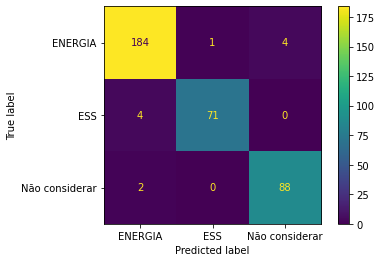 ENERGIA 184 1 4
ESS 4 71 0
Não considerar 2 0 88
ENERGIA ESS Não considerar
Predicted label
True label
175
150
125
100
75
50
25
0